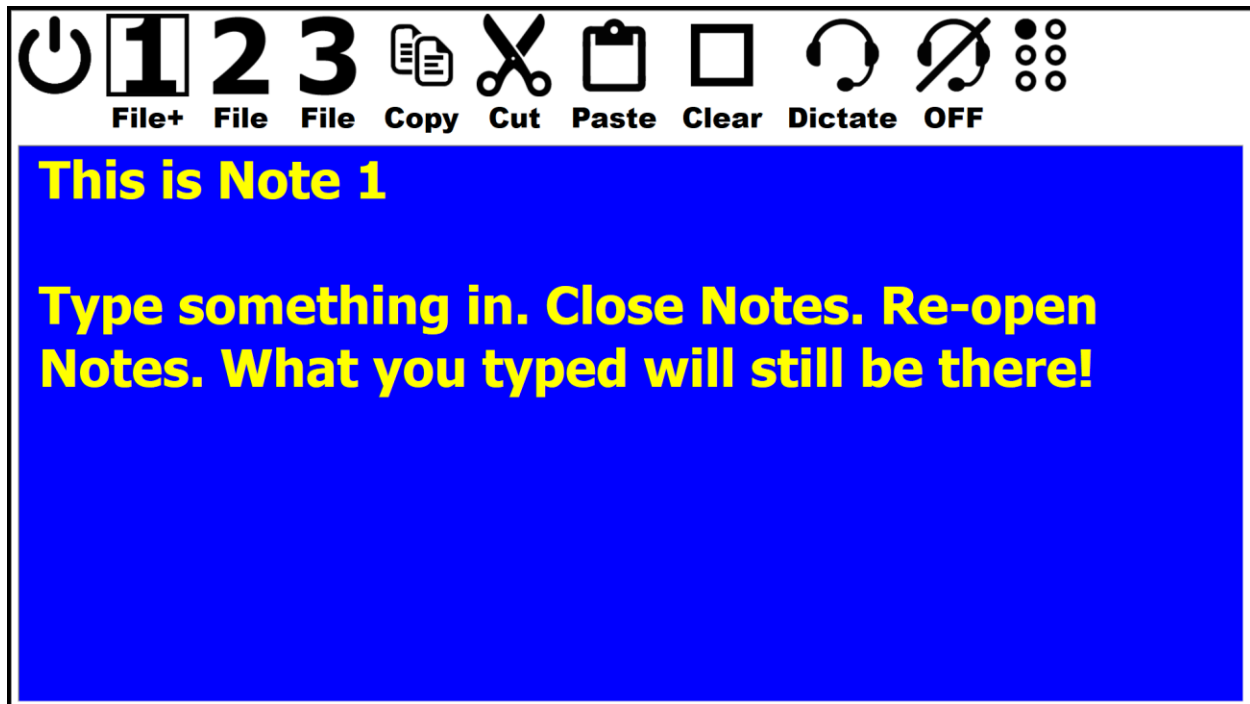 1 2 3
File+ File File Copy Cut Paste Clear Dictate OFF
This is Note 1
Type something in. Close Notes. Re-open
Notes. What you typed will still be there!